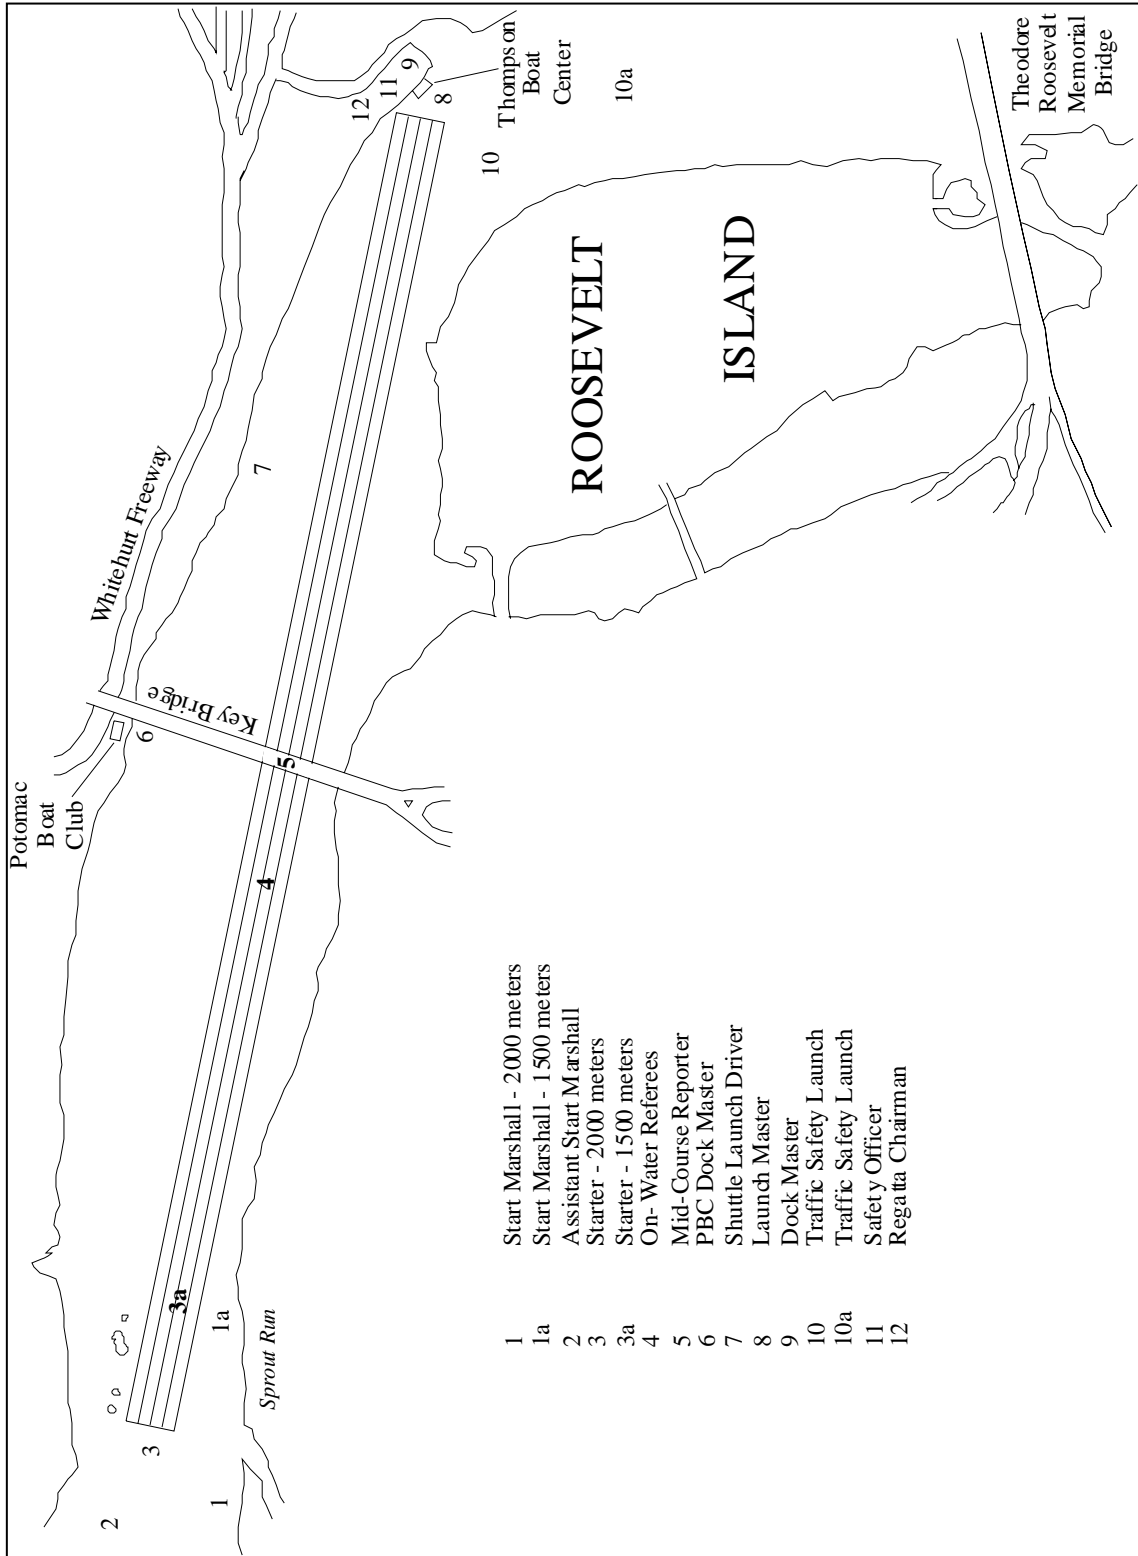 Potomac
Boat
Club
Whitehurt Freeway
Key Bridge
Thompson
Boat
Center
Theodore
Roosevelt
Memorial
Bridge
ROOSEVELT
ISLAND
Sprout Run
1
1a
2
3
3a
4
5
6
7
8
9
10
10a
11
12
1 Start Marshall - 2000 meters
1a Start Marshall - 1500 meters
2 Assistant Start Marshall
3 Starter - 2000 meters
3a Starter - 1500 meters
4 On-Water Referees
5 Mid-Course Reporter
6 PBC Dock Master
7 Shuttle Launch Driver
8 Launch Master
9 Dock Master
10 Traffic Safety Launch
10a Traffic Safety Launch
11 Safety Officer
12 Regatta Chairman